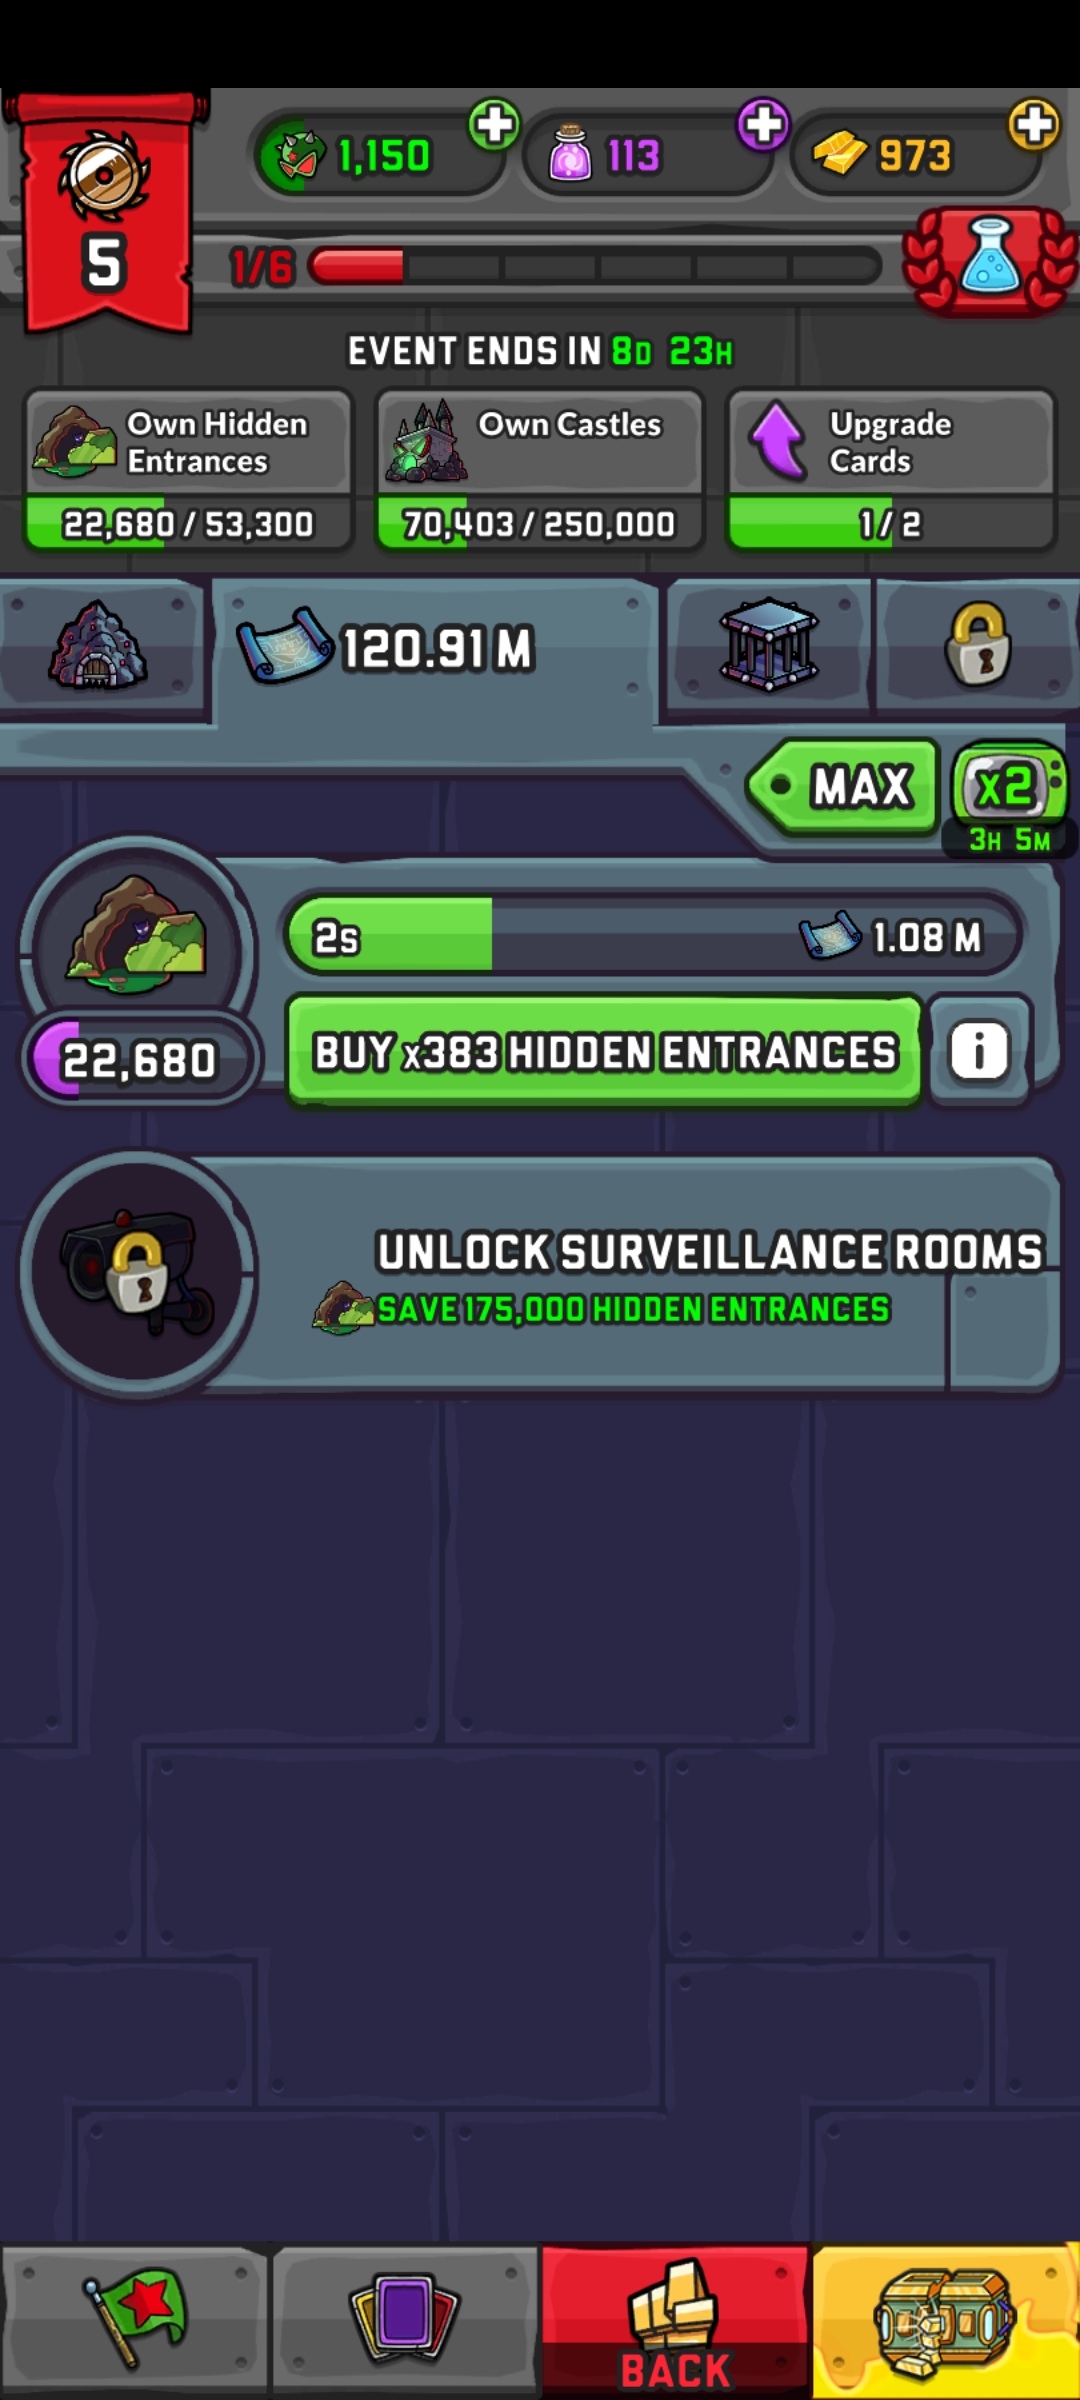 1,150
113
973
5
1/6
EVENT ENDS IN 8D 23H
Own Hidden Entrances
22,680 / 53,300
Own Castles
70,403 / 250,000
Upgrade Cards
1 / 2
120.91 M
MAX
x2
3H 5M
2s
1.08 M
22,680
BUY x383 HIDDEN ENTRANCES
i
UNLOCK SURVEILLANCE ROOMS
SAVE 175,000 HIDDEN ENTRANCES
BACK